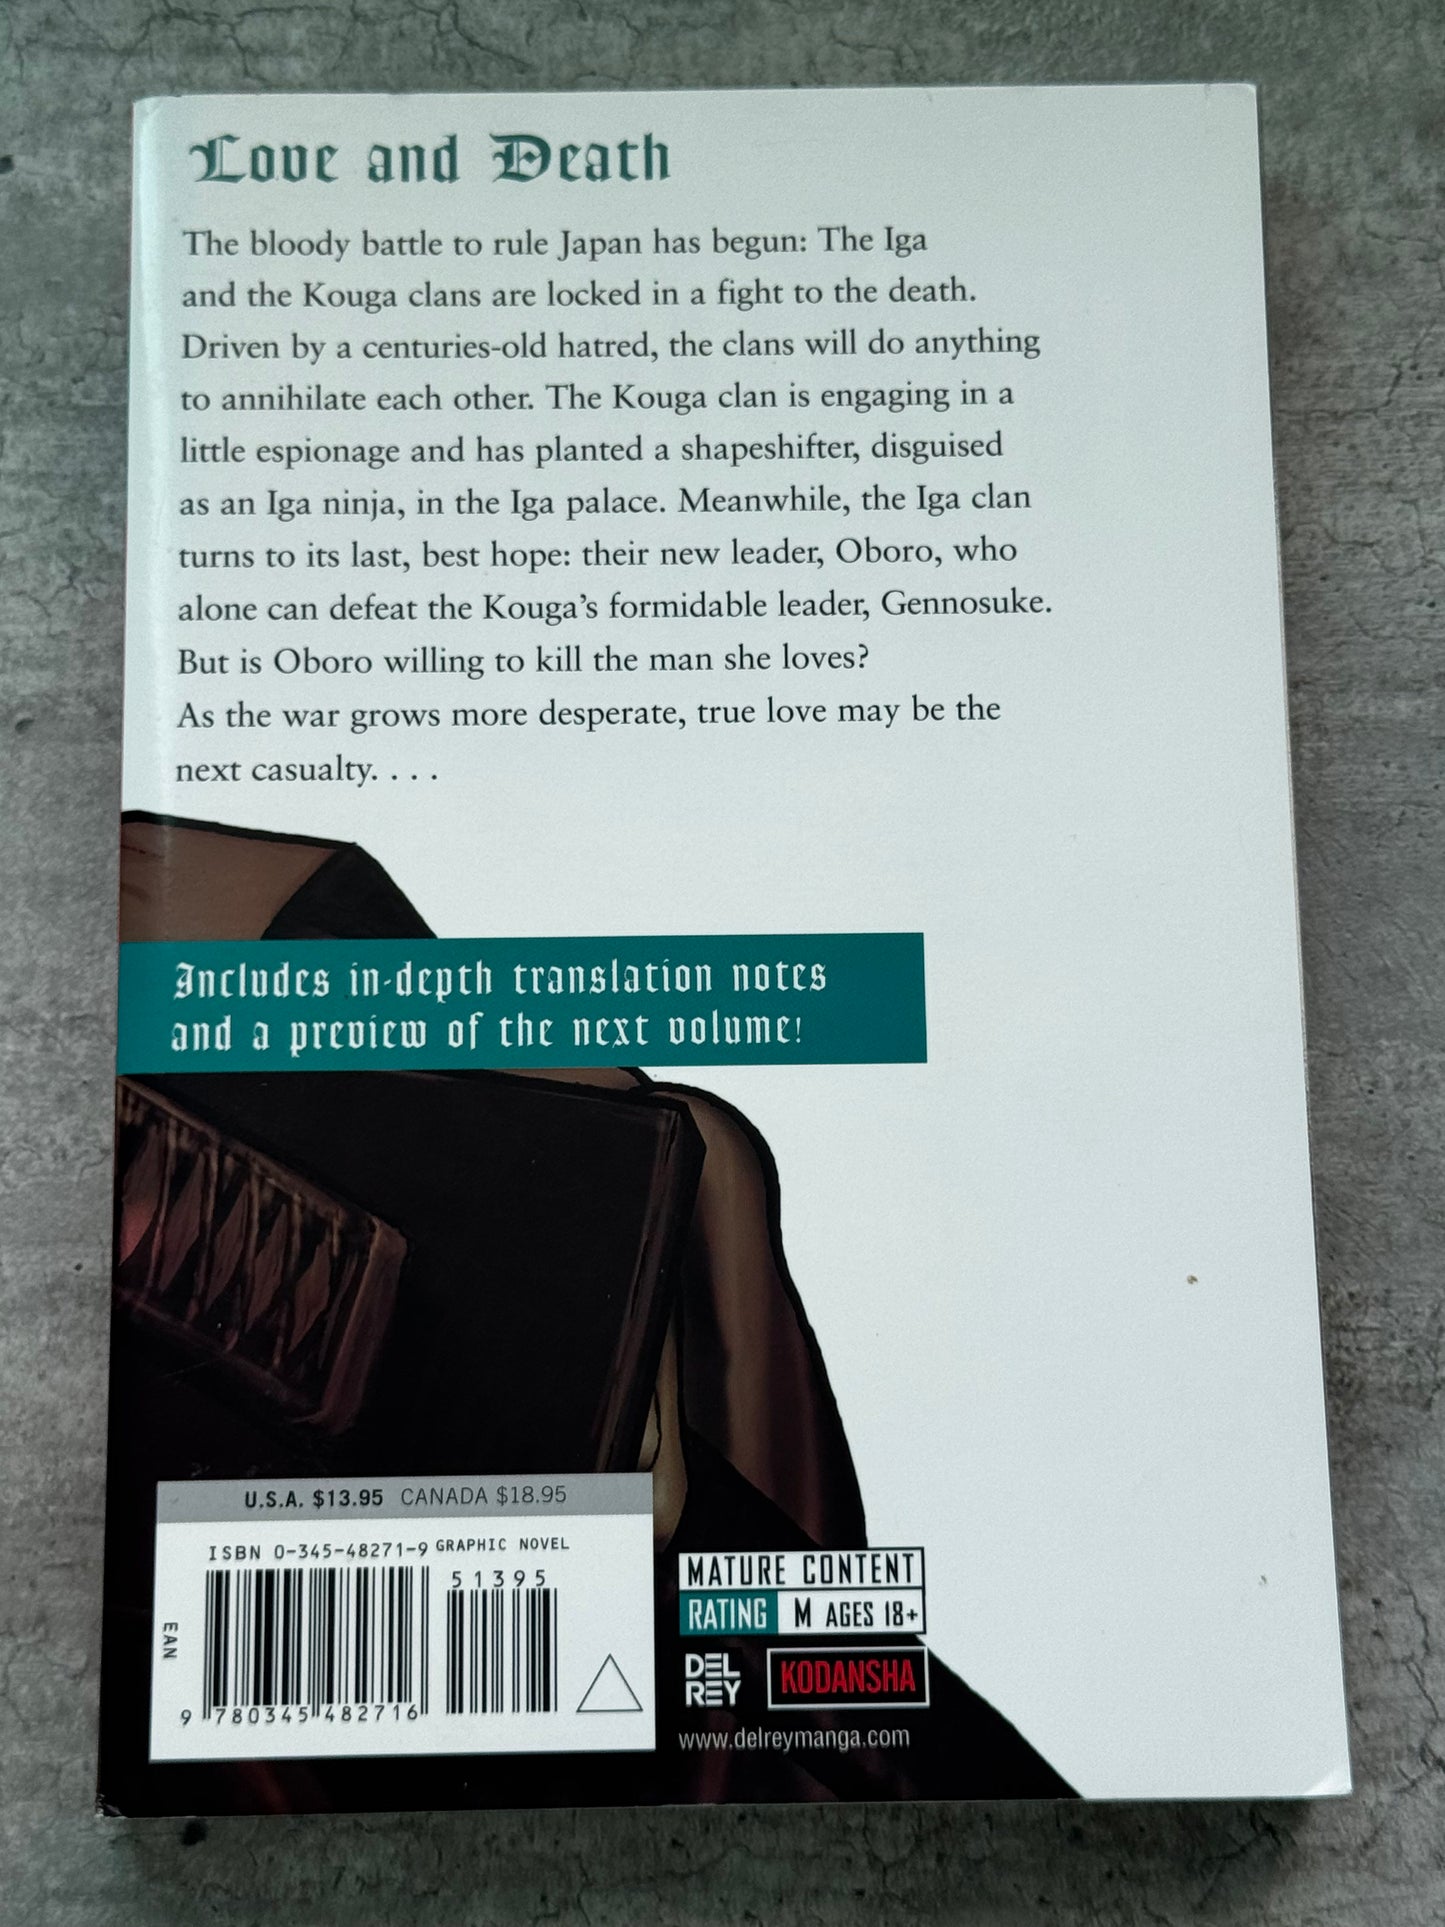 Love and Death
The bloody battle to rule Japan has begun: The Iga
and the Kouga clans are locked in a fight to the death.
Driven by a centuries-old hatred, the clans will do anything
to annihilate each other. The Kouga clan is engaging in a
little espionage and has planted a shapeshifter, disguised
as an Iga ninja, in the Iga palace. Meanwhile, the Iga clan
turns to its last, best hope: their new leader, Oboro, who
alone can defeat the Kouga's formidable leader, Gennosuke.
But is Oboro willing to kill the man she loves?
As the war grows more desperate, true love may be the
next casualty. . . .
Includes in-depth translation notes
and a preview of the next volume!
U.S.A. $13.95 CANADA $18.95
ISBN 0-345-48271-9 GRAPHIC NOVEL
51395
EAN
9 780345 482716
MATURE CONTENT
RATING M AGES 18+
DEL
REY
KODANSHA
www.delreymanga.com